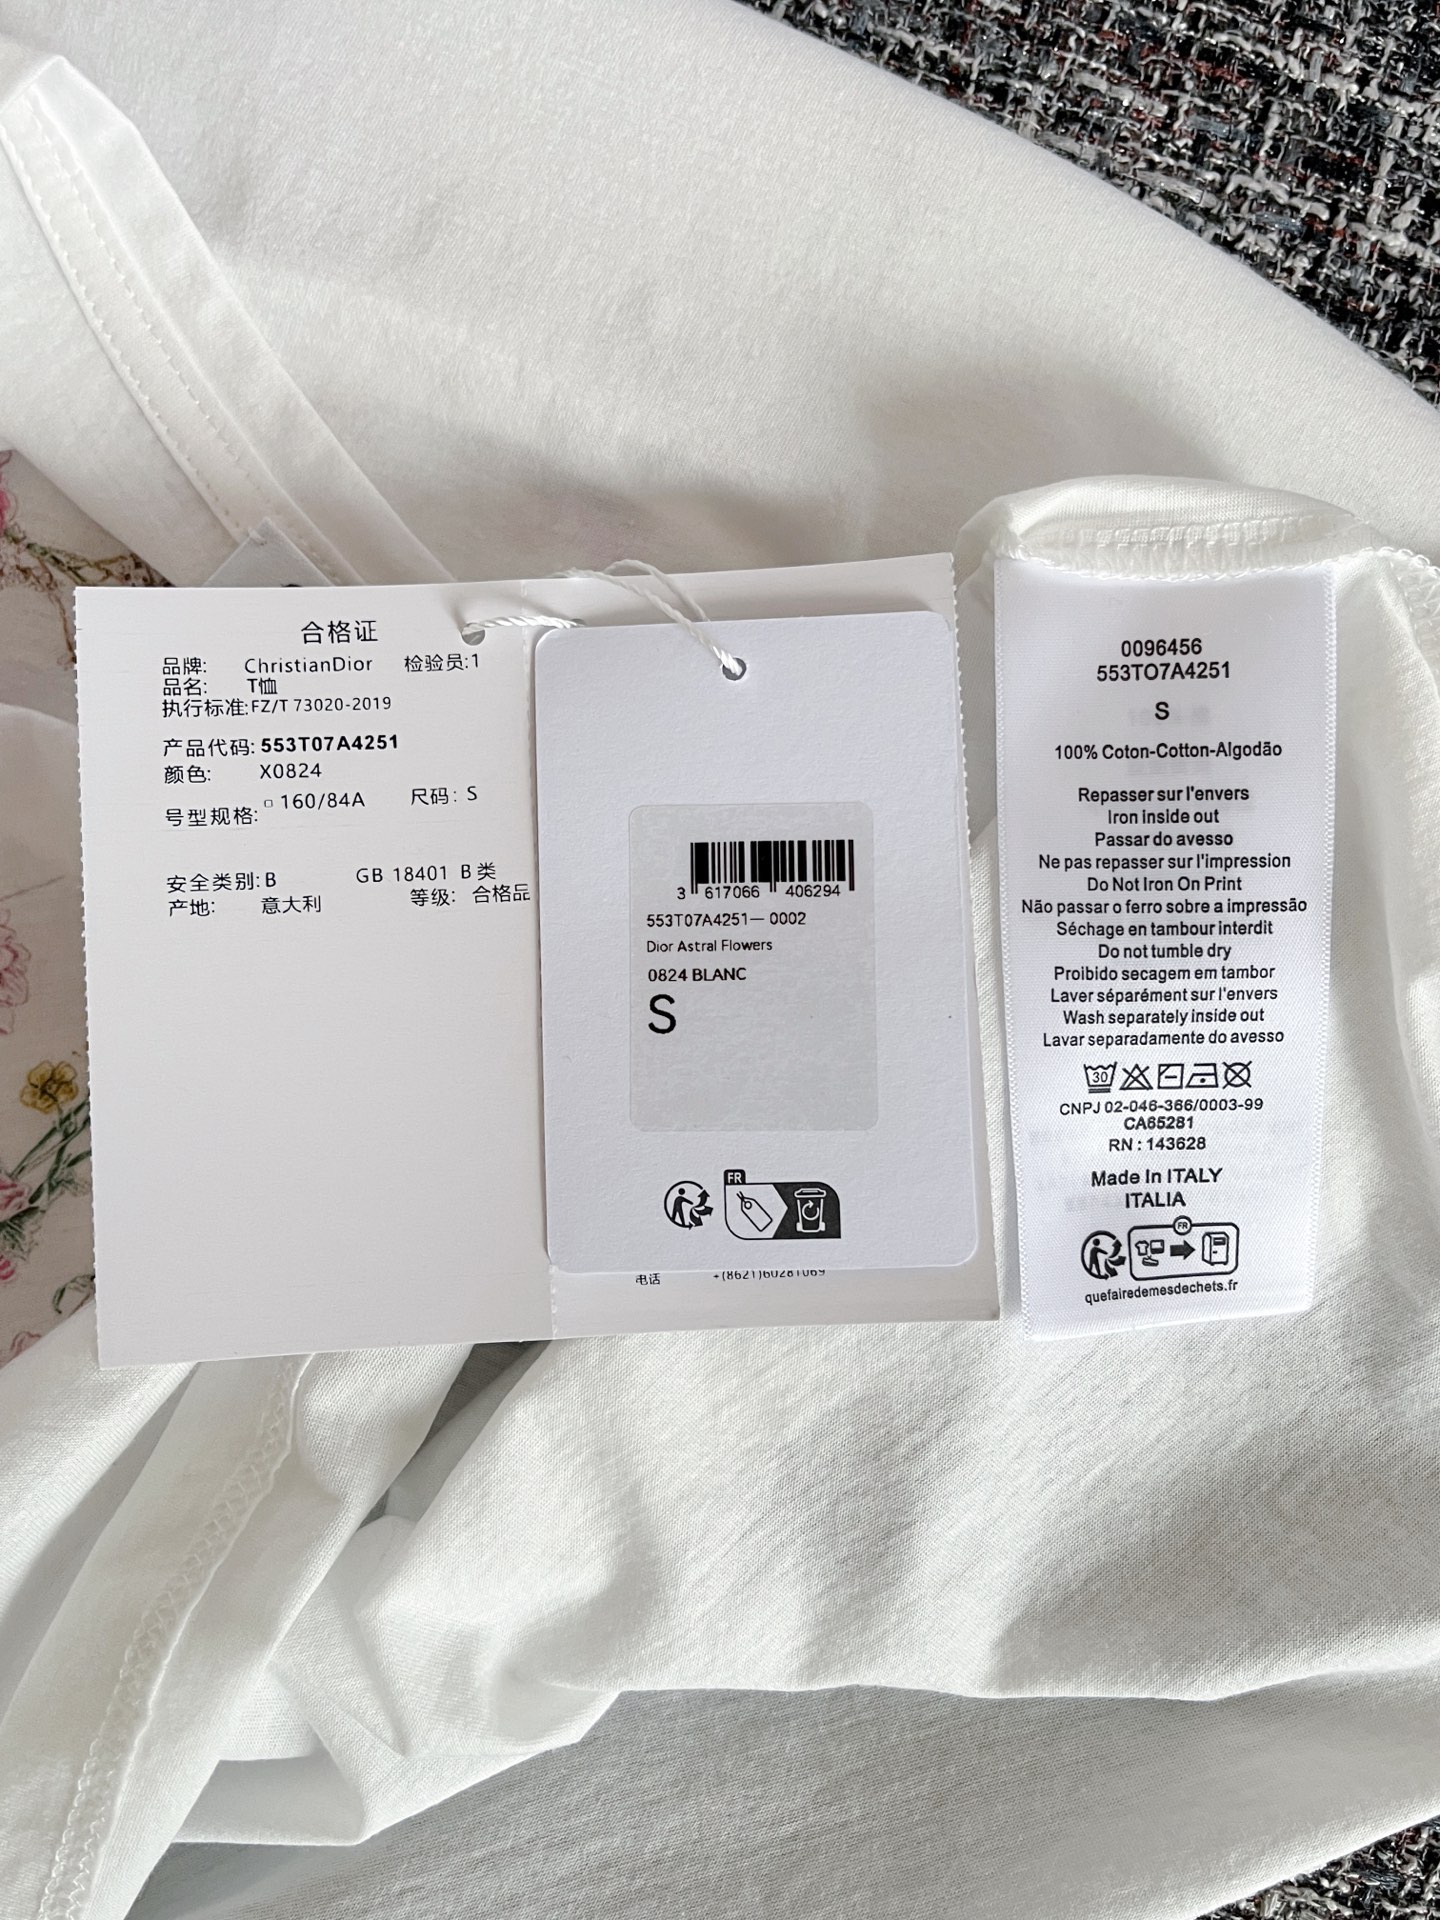 合格证
品牌: ChristianDior 检验员:1
品名: T恤
执行标准:FZ/T 73020-2019
产品代码: 553T07A4251
颜色: X0824
号型规格: □ 160/84A 尺码: S
安全类别: B GB 18401 B 类
产地: 意大利 等级: 合格品
3 617066 406294
553T07A4251— 0002
Dior Astral Flowers
0824 BLANC
S
FR
电话 +(8621)60281069
0096456
553TO7A4251
S
100% Coton-Cotton-Algodão
Repasser sur l'envers
Iron inside out
Passar do avesso
Ne pas repasser sur l'impression
Do Not Iron On Print
Não passar o ferro sobre a impressão
Séchage en tambour interdit
Do not tumble dry
Proibido secagem em tambor
Laver séparément sur l'envers
Wash separately inside out
Lavar separadamente do avesso
30
CNPJ 02-046-366/0003-99
CA65281
RN : 143628
Made In ITALY
ITALIA
FR
quefairedemesdechets.fr